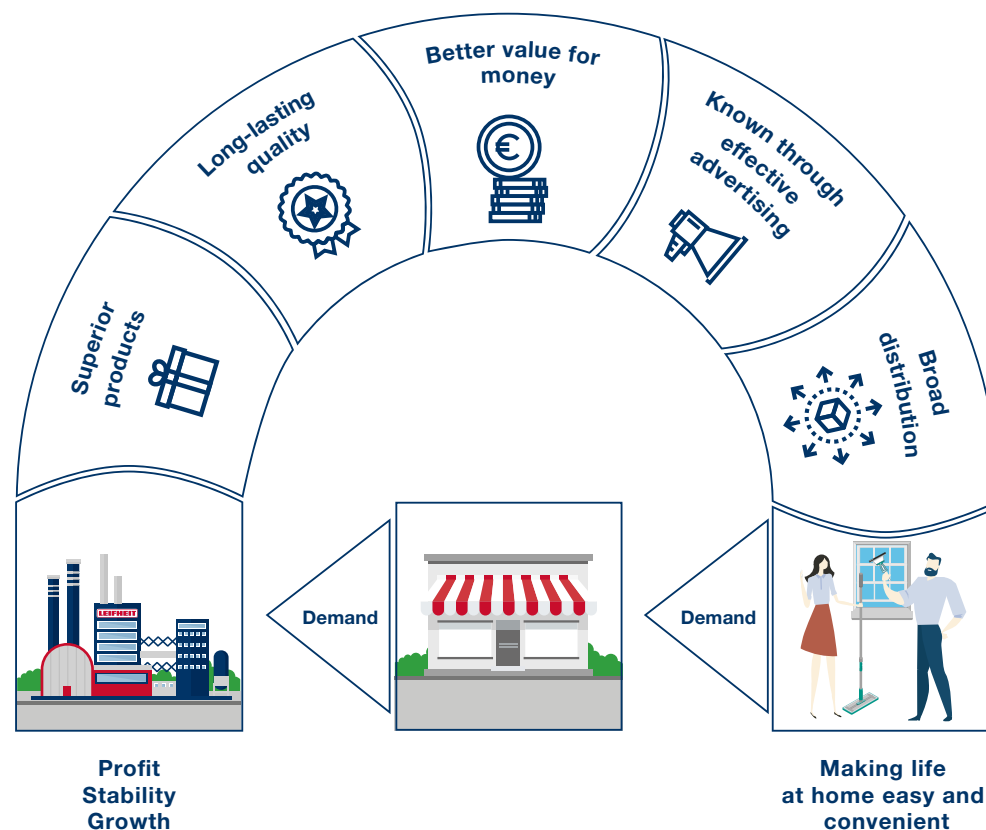 Better value for
money
Long-lasting
quality
Known through
effective
advertising
Superior
products
Broad
distribution
€
LEIFHEIT
Demand
Demand
Profit
Stability
Growth
Making life
at home easy and
convenient